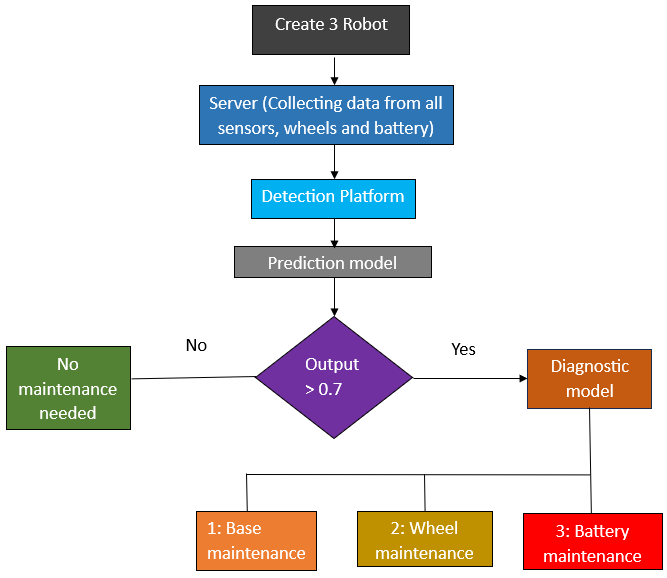 Create 3 Robot
Server (Collecting data from all
sensors, wheels and battery)
Detection Platform
Prediction model
No
Yes
Output
> 0.7
No
maintenance
needed
Diagnostic
model
1: Base
maintenance
2: Wheel
maintenance
3: Battery
maintenance